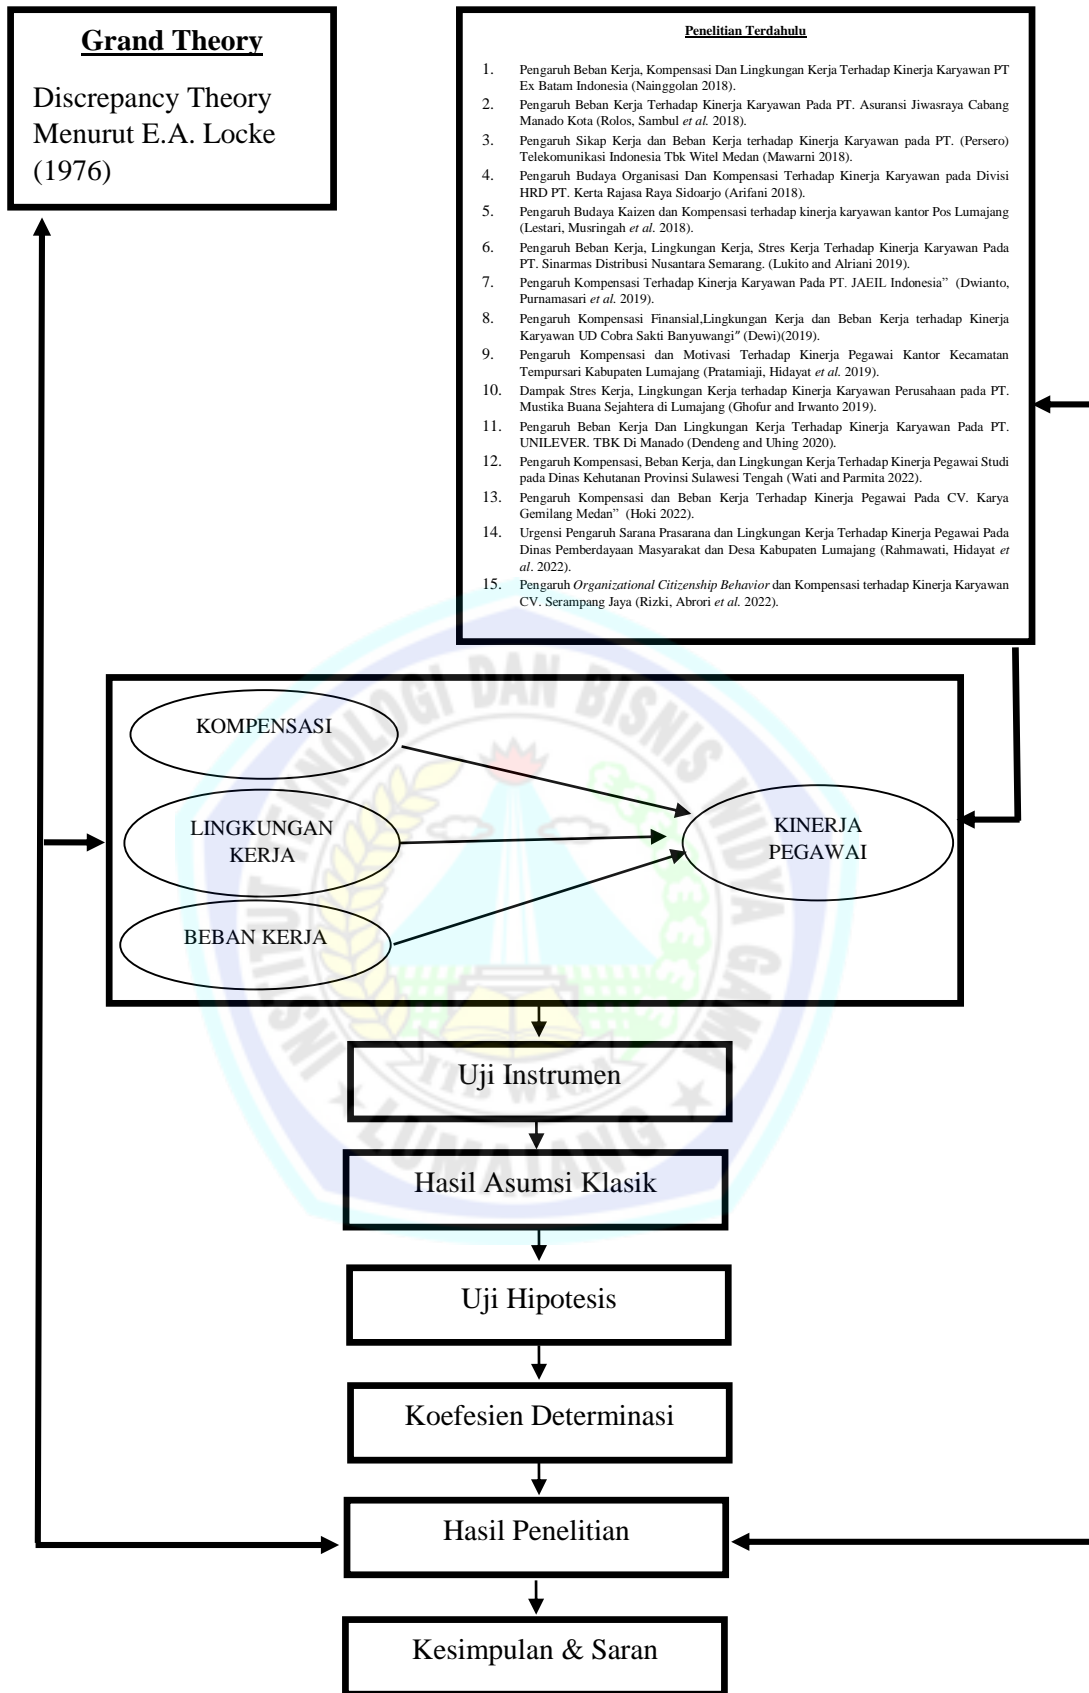 Grand Theory
Discrepancy Theory
Menurut E.A. Locke
(1976)
Penelitian Terdahulu
1. Pengaruh Beban Kerja, Kompensasi Dan Lingkungan Kerja Terhadap Kinerja Karyawan PT
Ex Batam Indonesia (Nainggolan 2018).
2. Pengaruh Beban Kerja Terhadap Kinerja Karyawan Pada PT. Asuransi Jiwasraya Cabang
Manado Kota (Rolos, Sambul et al. 2018).
3. Pengaruh Sikap Kerja dan Beban Kerja terhadap Kinerja Karyawan pada PT. (Persero)
Telekomunikasi Indonesia Tbk Witel Medan (Mawarni 2018).
4. Pengaruh Budaya Organisasi Dan Kompensasi Terhadap Kinerja Karyawan pada Divisi
HRD PT. Kerta Rajasa Raya Sidoarjo (Arifani 2018).
5. Pengaruh Budaya Kaizen dan Kompensasi terhadap kinerja karyawan kantor Pos Lumajang
(Lestari, Musringah et al. 2018).
6. Pengaruh Beban Kerja, Lingkungan Kerja, Stres Kerja Terhadap Kinerja Karyawan Pada
PT. Sinarmas Distribusi Nusantara Semarang. (Lukito and Alriani 2019).
7. Pengaruh Kompensasi Terhadap Kinerja Karyawan Pada PT. JAEIL Indonesia” (Dwianto,
Purnamasari et al. 2019).
8. Pengaruh Kompensasi Finansial,Lingkungan Kerja dan Beban Kerja terhadap Kinerja
Karyawan UD Cobra Sakti Banyuwangi” (Dewi)(2019).
9. Pengaruh Kompensasi dan Motivasi Terhadap Kinerja Pegawai Kantor Kecamatan
Tempursari Kabupaten Lumajang (Pratamiaji, Hidayat et al. 2019).
10. Dampak Stres Kerja, Lingkungan Kerja terhadap Kinerja Karyawan Perusahaan pada PT.
Mustika Buana Sejahtera di Lumajang (Ghofur and Irwanto 2019).
11. Pengaruh Beban Kerja Dan Lingkungan Kerja Terhadap Kinerja Karyawan Pada PT.
UNILEVER. TBK Di Manado (Dendeng and Uhing 2020).
12. Pengaruh Kompensasi, Beban Kerja, dan Lingkungan Kerja Terhadap Kinerja Pegawai Studi
pada Dinas Kehutanan Provinsi Sulawesi Tengah (Wati and Parmita 2022).
13. Pengaruh Kompensasi dan Beban Kerja Terhadap Kinerja Pegawai Pada CV. Karya
Gemilang Medan” (Hoki 2022).
14. Urgensi Pengaruh Sarana Prasarana dan Lingkungan Kerja Terhadap Kinerja Pegawai Pada
Dinas Pemberdayaan Masyarakat dan Desa Kabupaten Lumajang (Rahmawati, Hidayat et
al. 2022).
15. Pengaruh Organizational Citizenship Behavior dan Kompensasi terhadap Kinerja Karyawan
CV. Serampang Jaya (Rizki, Abrori et al. 2022).
KOMPENSASI
LINGKUNGAN
KERJA
BEBAN KERJA
KINERJA
PEGAWAI
INSTITUT TEKNOLOGI DAN BISNIS WIDYA GAMA
ITB WIGA
LUMAJANG
Uji Instrumen
Hasil Asumsi Klasik
Uji Hipotesis
Koefesien Determinasi
Hasil Penelitian
Kesimpulan & Saran